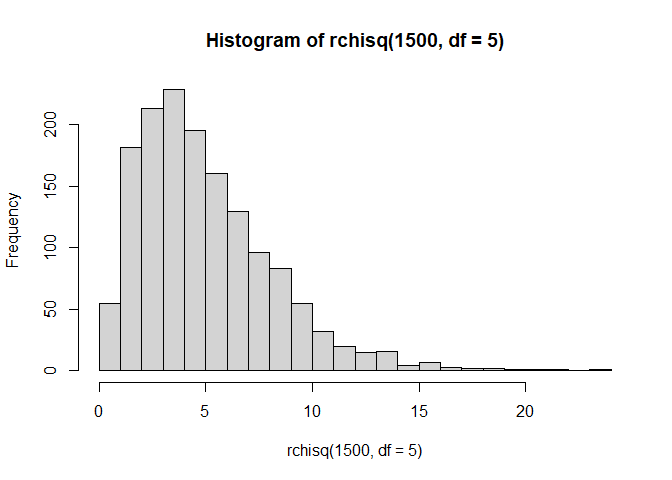 Histogram of rchisq(1500, df = 5)
Frequency
200
150
100
50
0
0 5 10 15 20
rchisq(1500, df = 5)